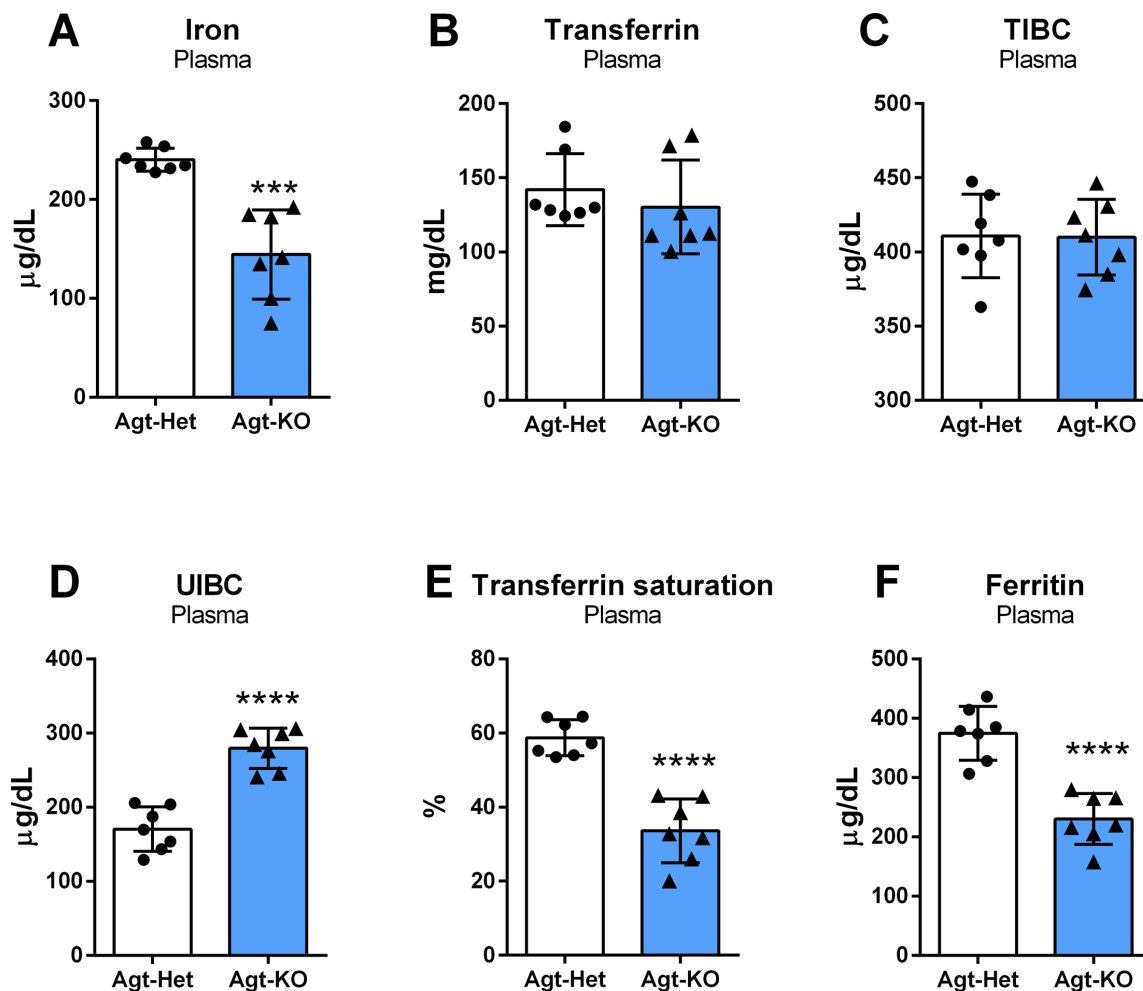 A
Iron
Plasma
300
200
100
0
μg/dL
***
Agt-Het
Agt-KO
B
Transferrin
Plasma
200
150
100
50
0
mg/dL
Agt-Het
Agt-KO
C
TIBC
Plasma
500
450
400
350
300
μg/dL
Agt-Het
Agt-KO
D
UIBC
Plasma
400
300
200
100
0
μg/dL
****
Agt-Het
Agt-KO
E
Transferrin saturation
Plasma
80
60
40
20
0
%
****
Agt-Het
Agt-KO
F
Ferritin
Plasma
500
400
300
200
100
0
μg/dL
****
Agt-Het
Agt-KO